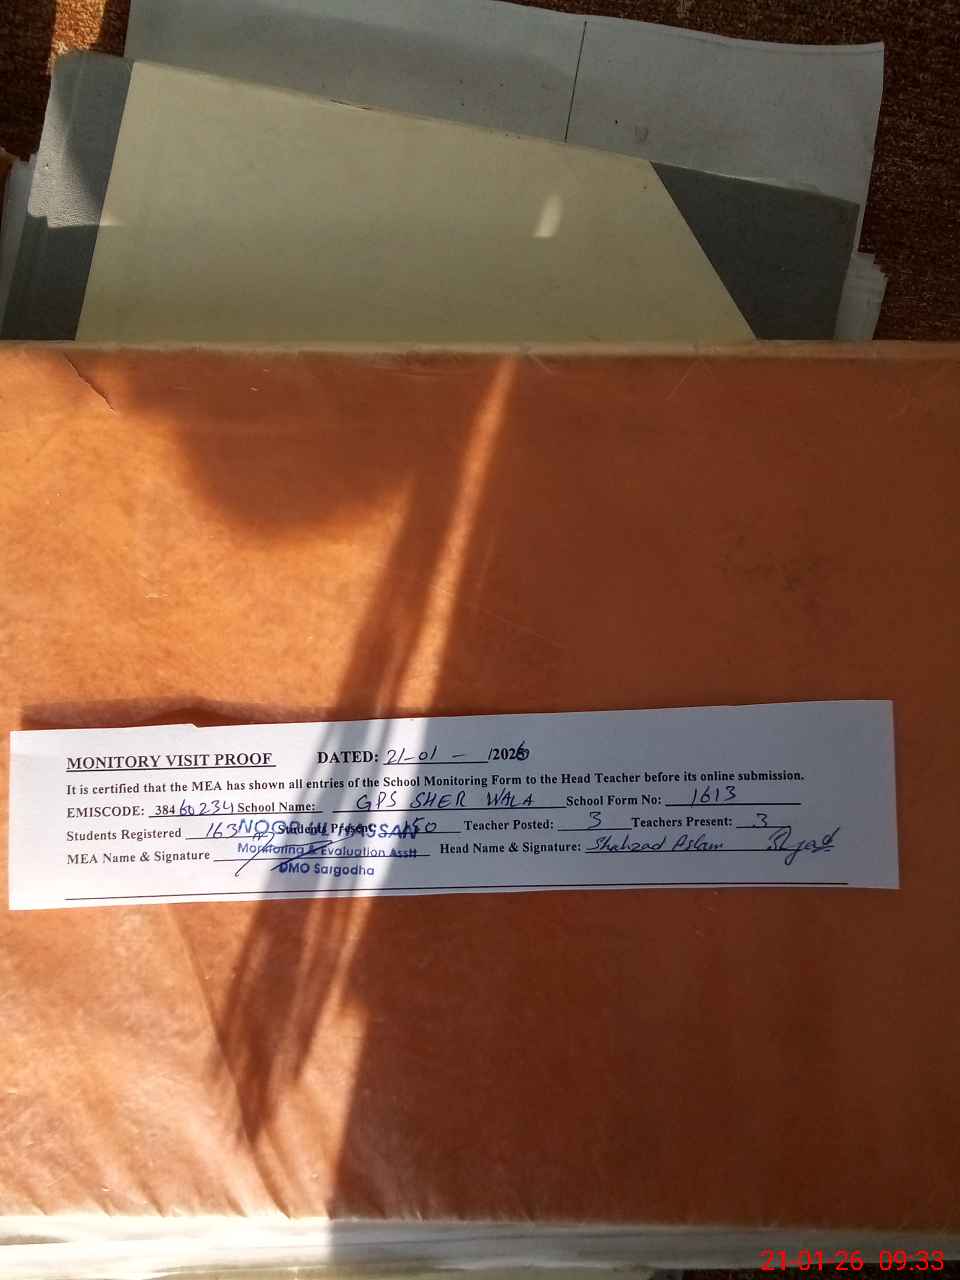 MONITORY VISIT PROOF DATED: 21-01- /2026
It is certified that the MEA has shown all entries of the School Monitoring Form to the Head Teacher before its online submission.
EMISCODE: 38460234 School Name: GPS SHER WALA School Form No: 1613
Students Registered 163 Students Present: 150 Teacher Posted: 3 Teachers Present: 3
NOOR UL HASSAN
MEA Name & Signature Head Name & Signature: Shahzad Aslam
Monitoring & Evaluation Asstt
DMO Sargodha
21-01-26 09:33